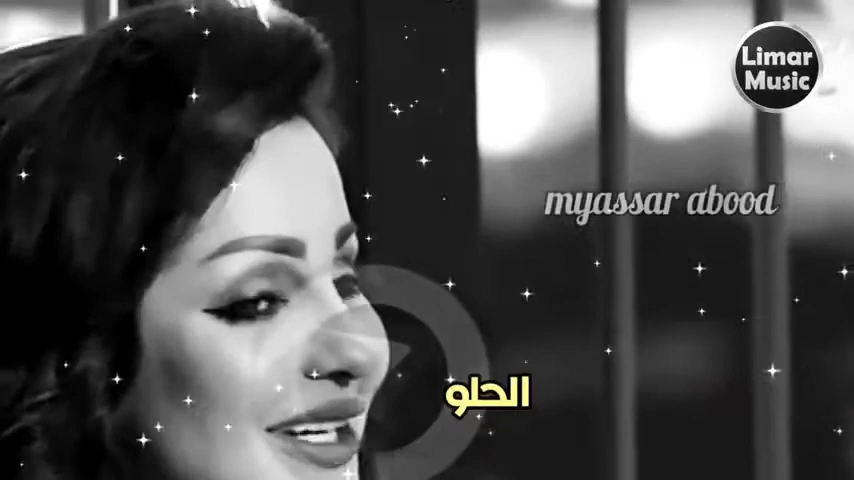 Limar
Music
myassar abood
الحلو